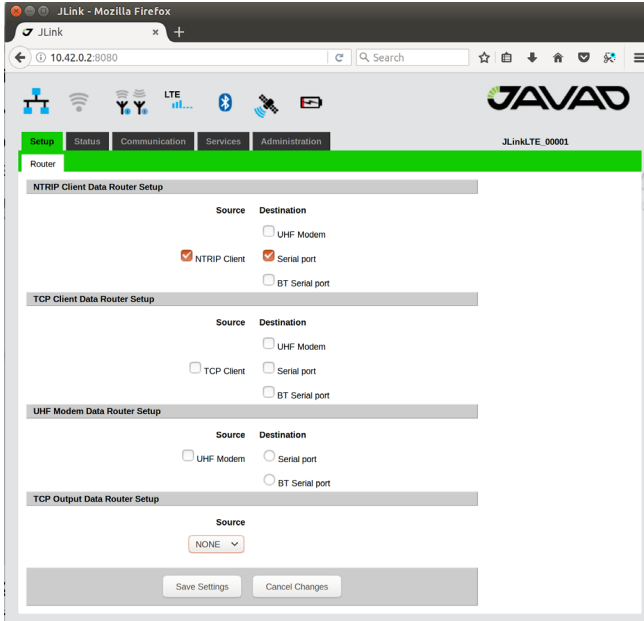 JLink - Mozilla Firefox
JLink × +
10.42.0.2:8080 Search
LTE
JAVAD
Setup Status Communication Services Administration JLinkLTE_00001
Router
NTRIP Client Data Router Setup
Source Destination
UHF Modem
NTRIP Client Serial port
BT Serial port
TCP Client Data Router Setup
Source Destination
UHF Modem
TCP Client Serial port
BT Serial port
UHF Modem Data Router Setup
Source Destination
UHF Modem Serial port
BT Serial port
TCP Output Data Router Setup
Source
NONE
Save Settings Cancel Changes